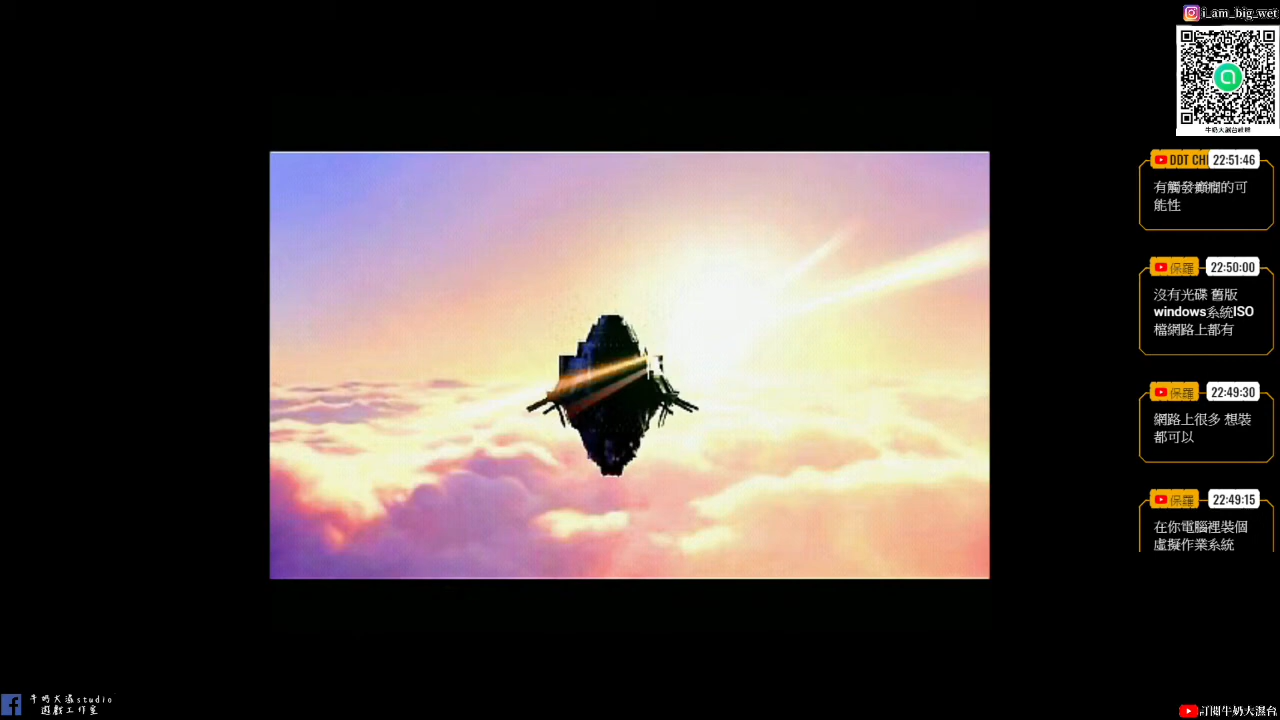 i_am_big_wet
牛奶大濕台社群
DDT CHI 22:51:46
有觸發癲癇的可
能性
保羅 22:50:00
沒有光碟 舊版
windows系統ISO
檔網路上都有
保羅 22:49:30
網路上很多 想裝
都可以
保羅 22:49:15
在你電腦裡裝個
虛擬作業系統
牛奶大濕studio
遊戲工作室
訂閱牛奶大濕台